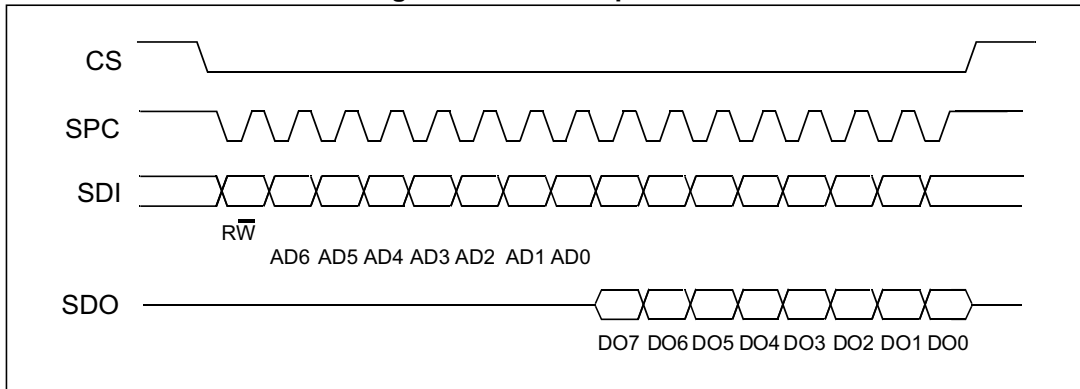 CS
SPC
SDI
RW̅
AD6 AD5 AD4 AD3 AD2 AD1 AD0
SDO
DO7 DO6 DO5 DO4 DO3 DO2 DO1 DO0